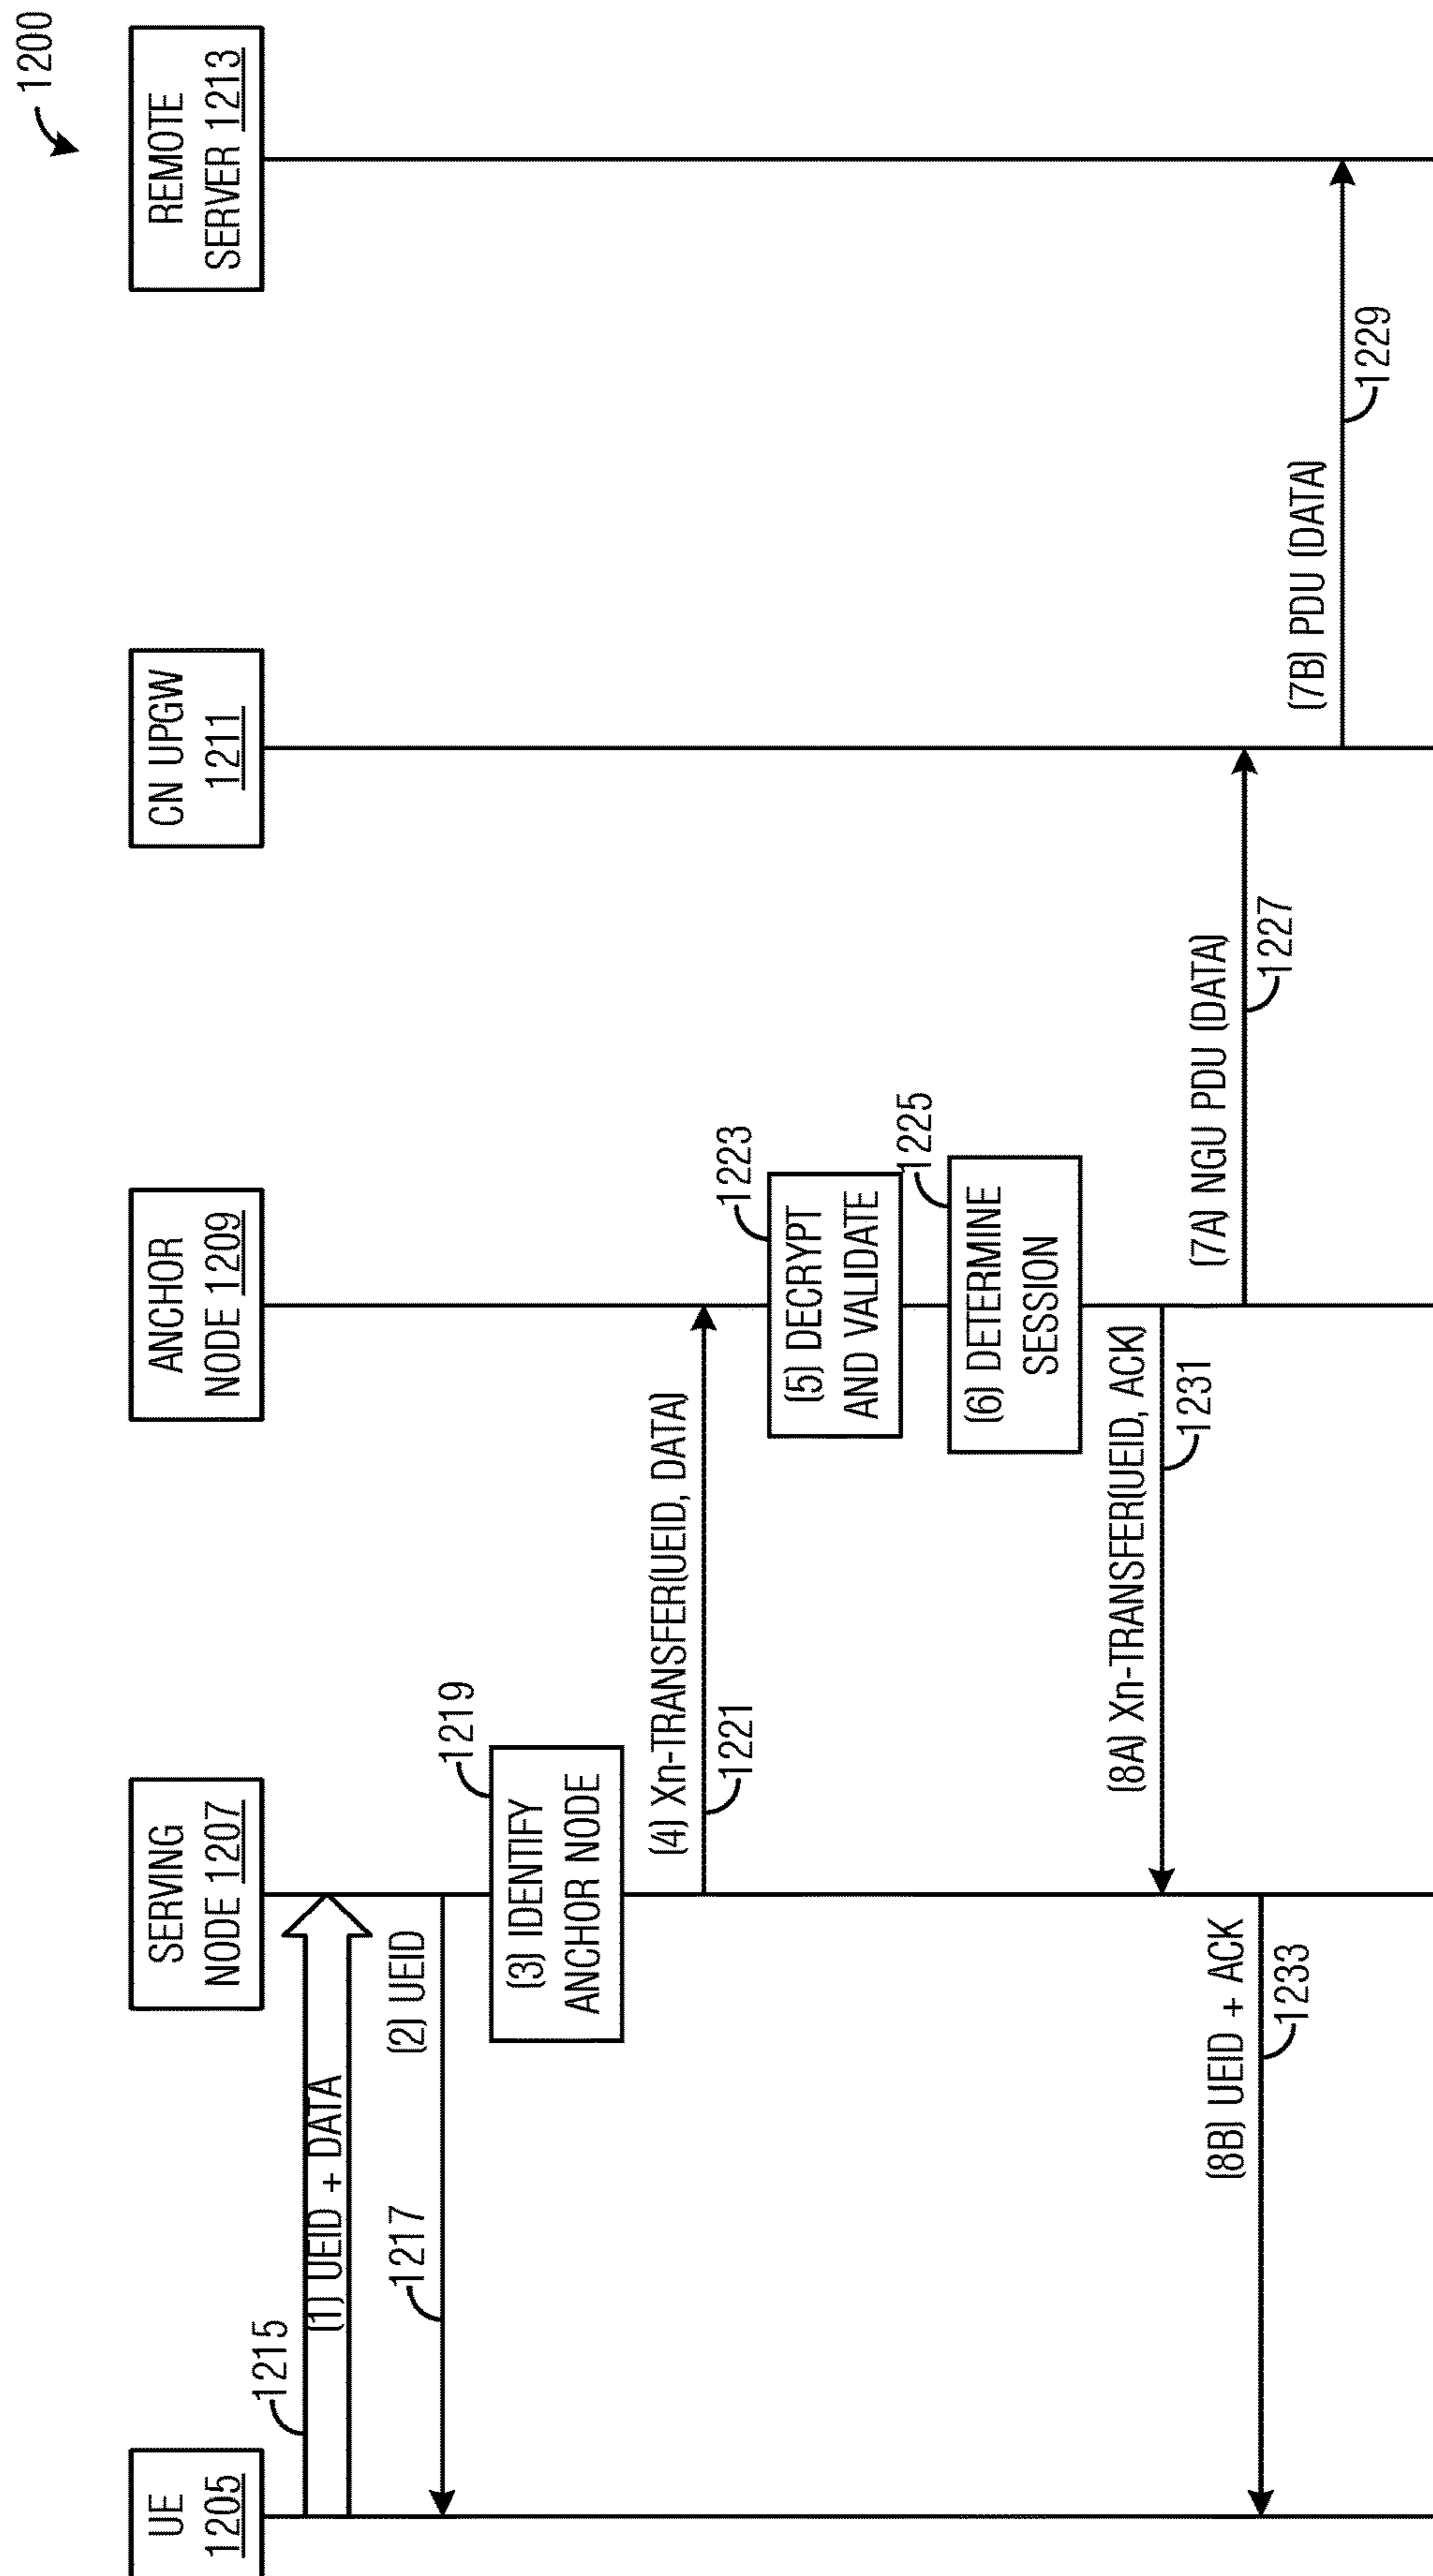 1200
UE
1205
SERVING
NODE 1207
ANCHOR
NODE 1209
CN UPGW
1211
REMOTE
SERVER 1213
1215
(1) UEID + DATA
1217
(2) UEID
1219
(3) IDENTIFY
ANCHOR NODE
(4) Xn-TRANSFER(UEID, DATA)
1221
1223
(5) DECRYPT
AND VALIDATE
1225
(6) DETERMINE
SESSION
(8A) Xn-TRANSFER(UEID, ACK)
1231
(7A) NGU PDU (DATA)
1227
(8B) UEID + ACK
1233
(7B) PDU (DATA)
1229